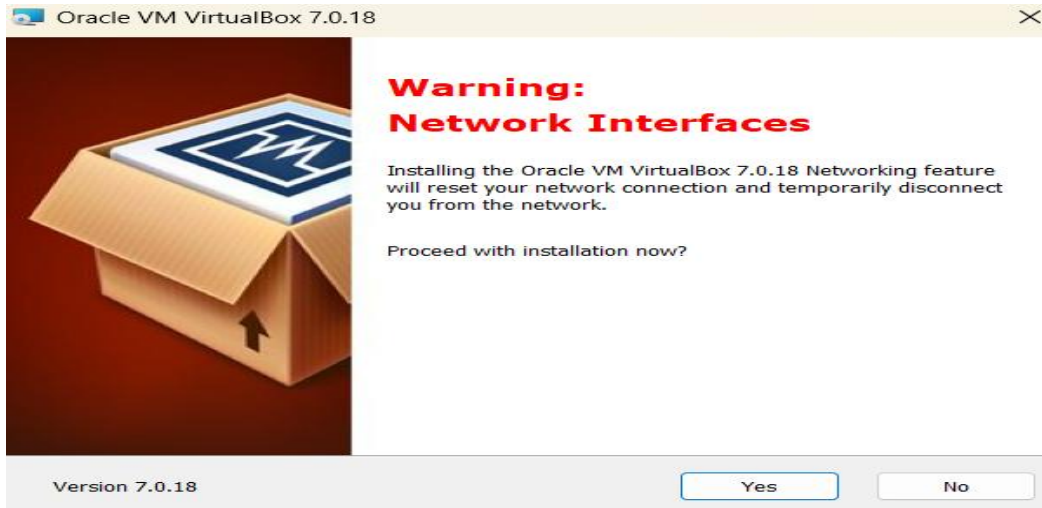 Oracle VM VirtualBox 7.0.18
Warning:
Network Interfaces
Installing the Oracle VM VirtualBox 7.0.18 Networking feature
will reset your network connection and temporarily disconnect
you from the network.
Proceed with installation now?
Version 7.0.18
Yes
No